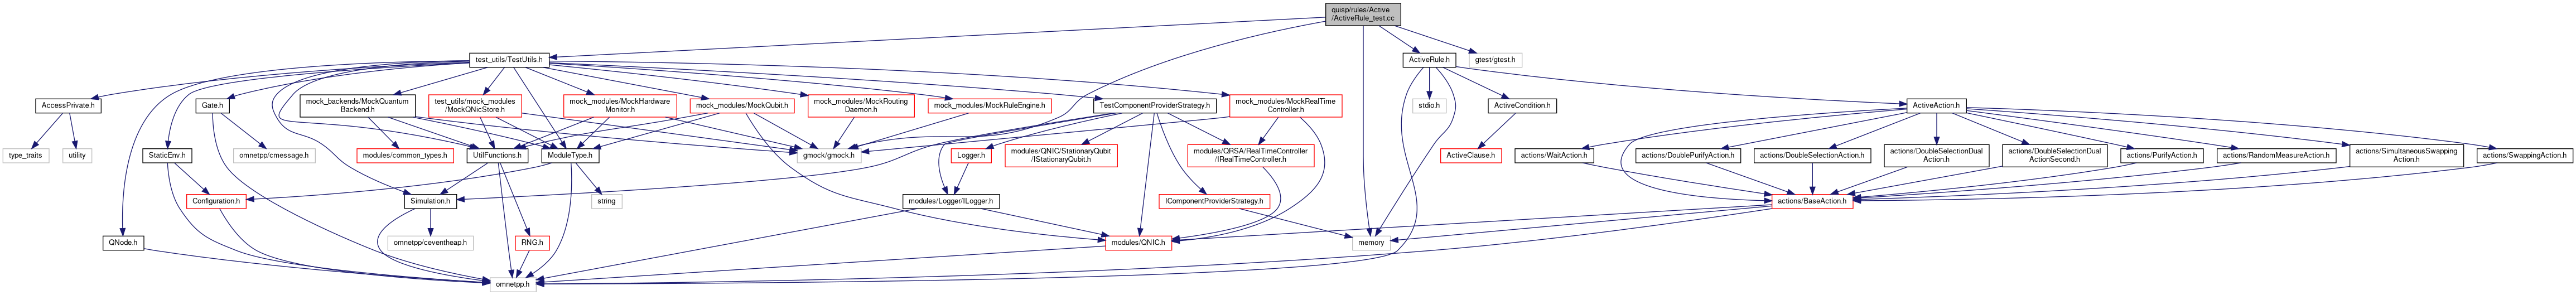 quisp/rules/Active
/ActiveRule_test.cc
test_utils/TestUtils.h
ActiveRule.h
gtest/gtest.h
AccessPrivate.h
Gate.h
mock_backends/MockQuantum
Backend.h
test_utils/mock_modules
/MockQNicStore.h
mock_modules/MockHardware
Monitor.h
mock_modules/MockQubit.h
mock_modules/MockRouting
Daemon.h
mock_modules/MockRuleEngine.h
TestComponentProviderStrategy.h
mock_modules/MockRealTime
Controller.h
stdio.h
ActiveCondition.h
ActiveAction.h
type_traits
utility
StaticEnv.h
omnetpp/cmessage.h
modules/common_types.h
UtilFunctions.h
ModuleType.h
gmock/gmock.h
Logger.h
modules/QNIC/StationaryQubit
/IStationaryQubit.h
modules/QRSA/RealTimeController
/IRealTimeController.h
ActiveClause.h
actions/WaitAction.h
actions/DoublePurifyAction.h
actions/DoubleSelectionAction.h
actions/DoubleSelectionDual
Action.h
actions/DoubleSelectionDual
ActionSecond.h
actions/PurifyAction.h
actions/RandomMeasureAction.h
actions/SimultaneousSwapping
Action.h
actions/SwappingAction.h
Configuration.h
Simulation.h
string
modules/Logger/ILogger.h
IComponentProviderStrategy.h
actions/BaseAction.h
QNode.h
omnetpp/ceventheap.h
RNG.h
modules/QNIC.h
memory
omnetpp.h